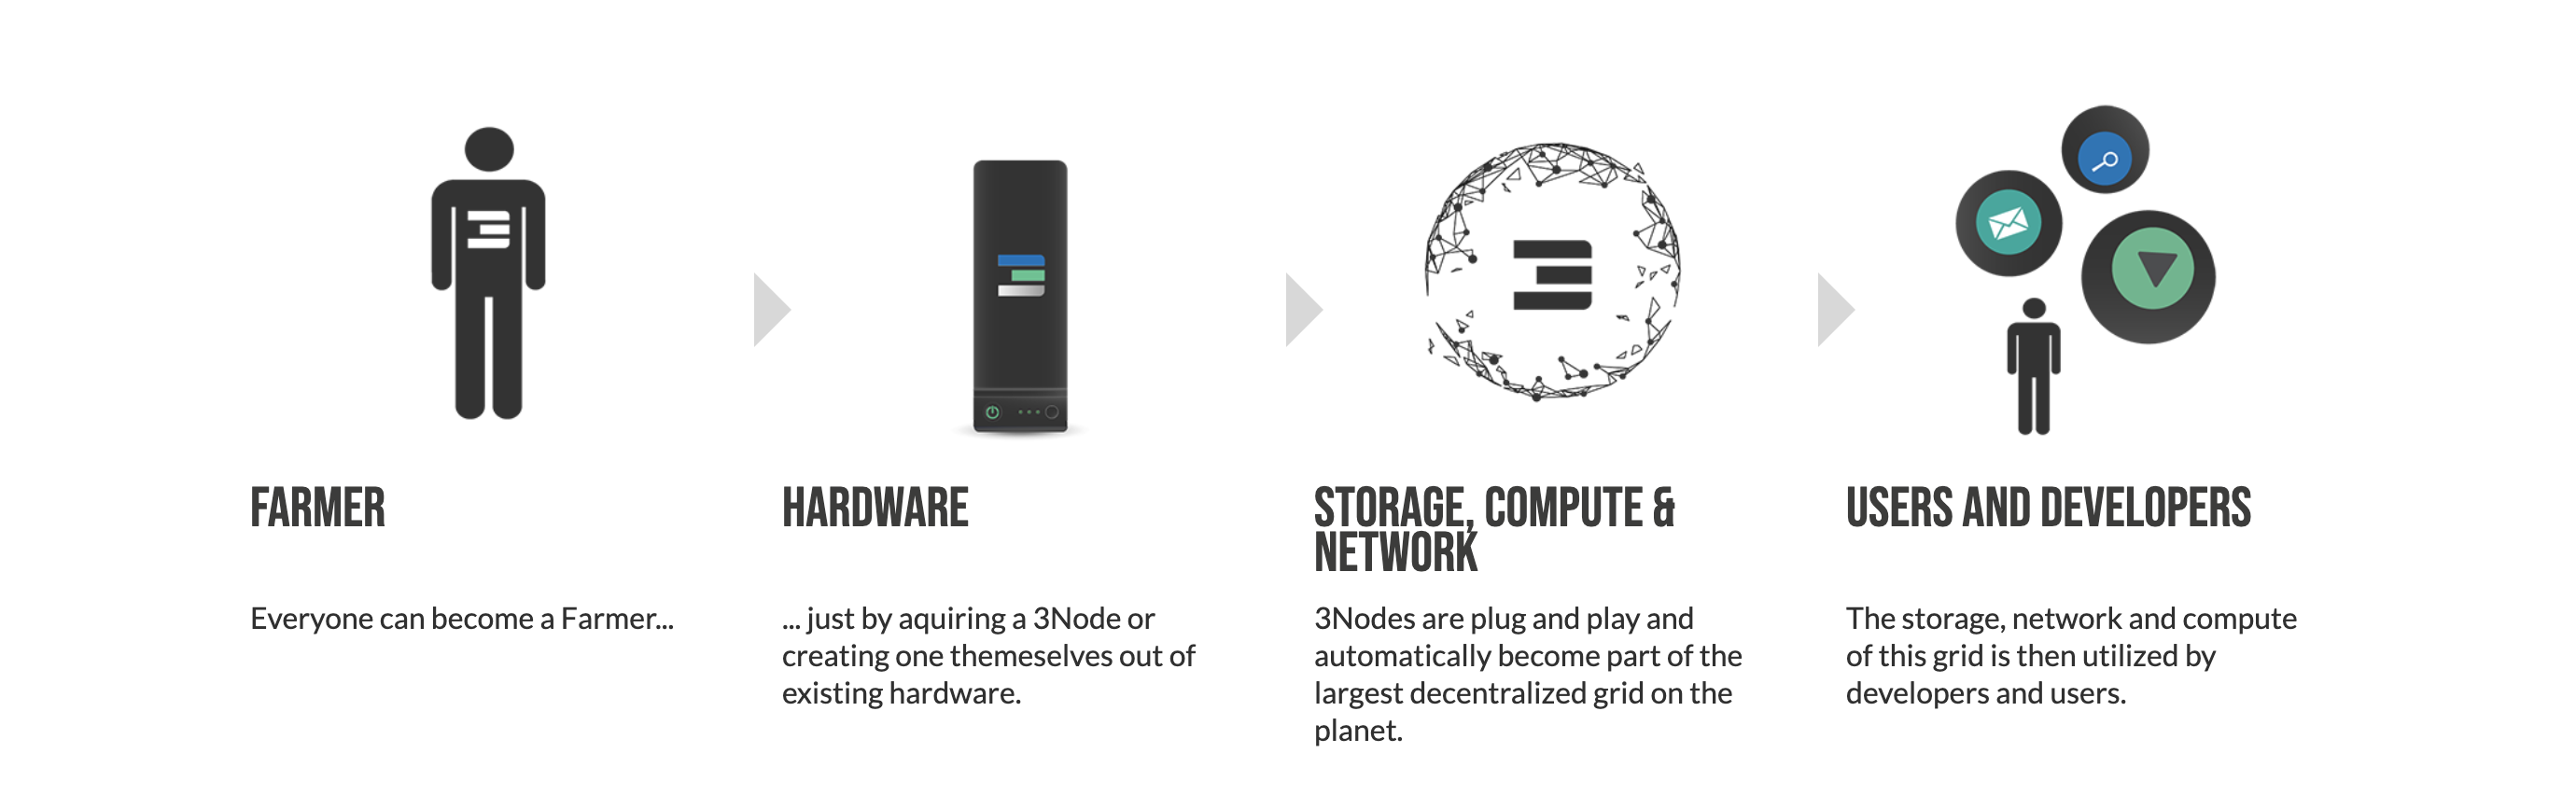 FARMER
Everyone can become a Farmer...
HARDWARE
... just by aquiring a 3Node or
creating one themeselves out of
existing hardware.
STORAGE, COMPUTE &
NETWORK
3Nodes are plug and play and
automatically become part of the
largest decentralized grid on the
planet.
USERS AND DEVELOPERS
The storage, network and compute
of this grid is then utilized by
developers and users.